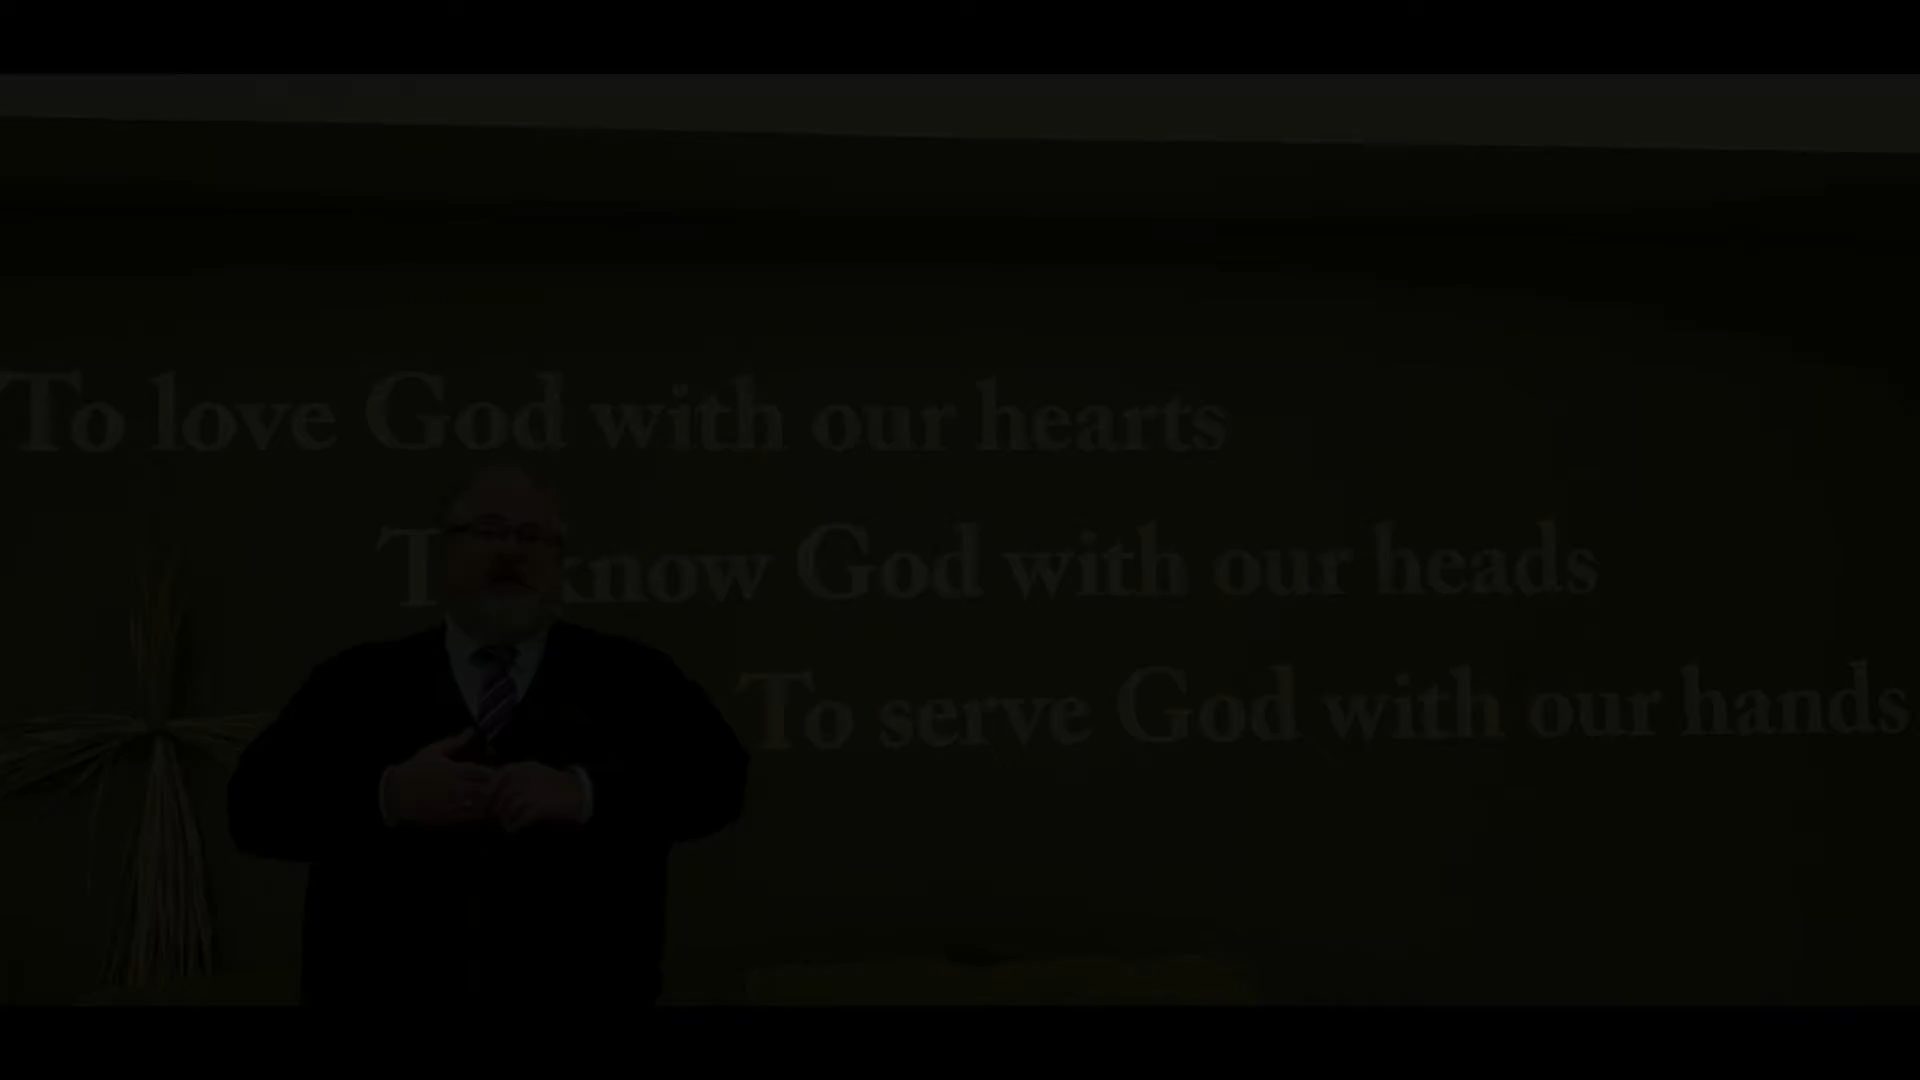 To love God with our hearts
T know God with our heads
To serve God with our hands